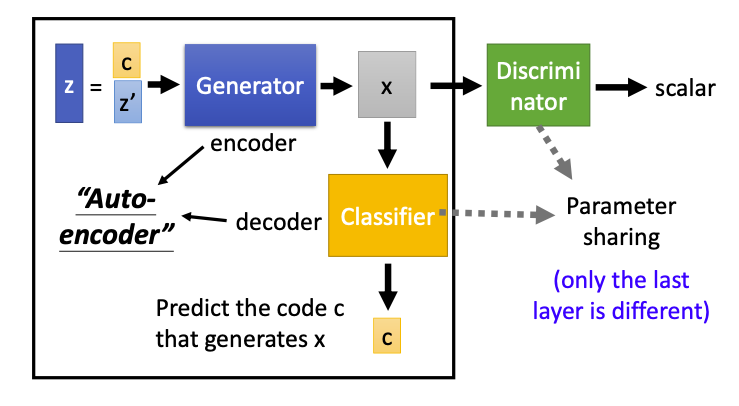 z
=
c
z’
Generator
x
Discrimi
nator
scalar
encoder
“Auto-
encoder”
decoder
Classifier
Parameter
sharing
(only the last
layer is different)
Predict the code c
that generates x
c